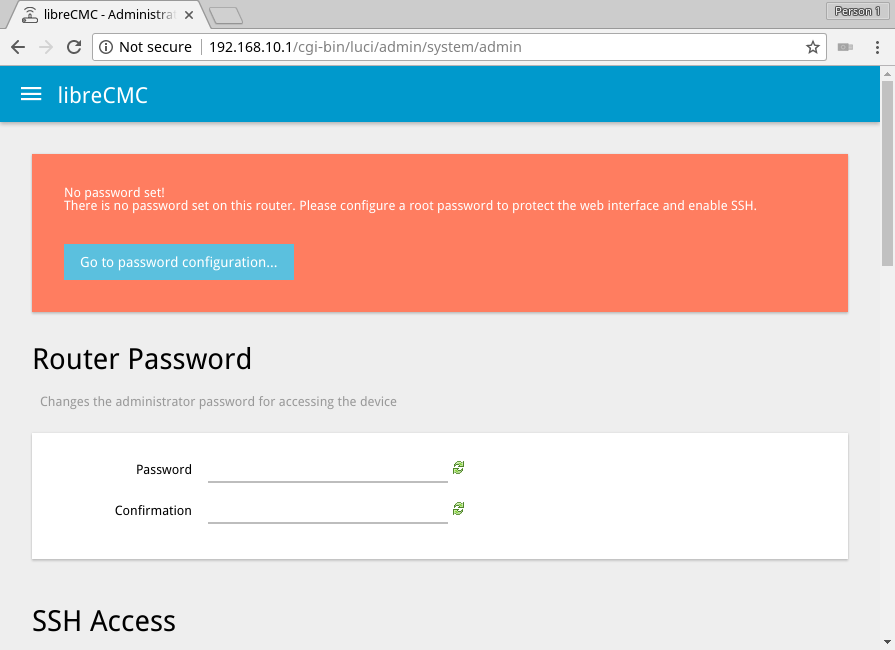 libreCMC - Administrat
Person 1
Not secure
192.168.10.1/cgi-bin/luci/admin/system/admin
libreCMC
No password set!
There is no password set on this router. Please configure a root password to protect the web interface and enable SSH.
Go to password configuration...
Router Password
Changes the administrator password for accessing the device
Password
Confirmation
SSH Access